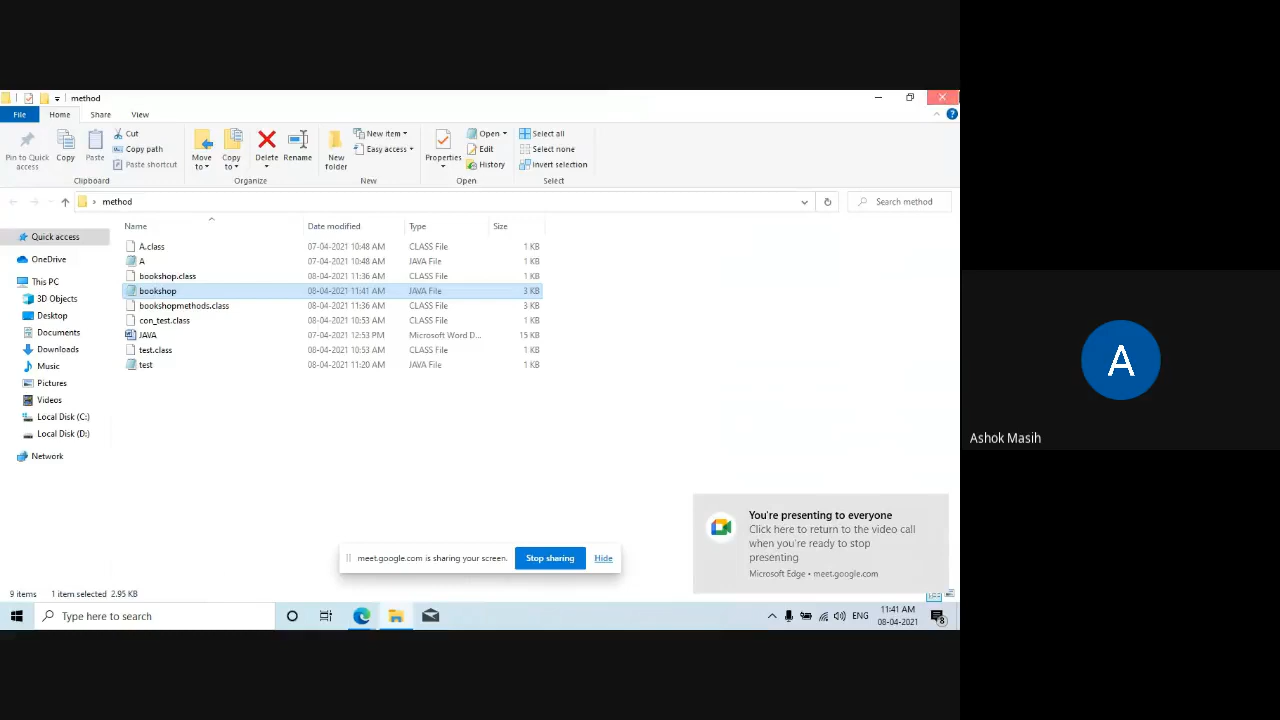 method
File Home Share View
Pin to Quick access
Copy
Paste
Cut
Copy path
Paste shortcut
Clipboard
Move to
Copy to
Delete
Rename
Organize
New folder
New item
Easy access
New
Properties
Open
Edit
History
Open
Select all
Select none
Invert selection
Select
method
Search method
Name Date modified Type Size
A.class 07-04-2021 10:48 AM CLASS File 1 KB
A 07-04-2021 10:48 AM JAVA File 1 KB
bookshop.class 08-04-2021 11:36 AM CLASS File 1 KB
bookshop 08-04-2021 11:41 AM JAVA File 3 KB
bookshopmethods.class 08-04-2021 11:36 AM CLASS File 3 KB
con_test.class 08-04-2021 10:53 AM CLASS File 1 KB
JAVA 07-04-2021 12:53 PM Microsoft Word D... 15 KB
test.class 08-04-2021 10:53 AM CLASS File 1 KB
test 08-04-2021 11:20 AM JAVA File 1 KB
Quick access
OneDrive
This PC
3D Objects
Desktop
Documents
Downloads
Music
Pictures
Videos
Local Disk (C:)
Local Disk (D:)
Network
You're presenting to everyone
Click here to return to the video call
when you're ready to stop
presenting
Microsoft Edge • meet.google.com
meet.google.com is sharing your screen. Stop sharing Hide
9 items 1 item selected 2.95 KB
Type here to search
ENG
11:41 AM
08-04-2021
8
A
Ashok Masih